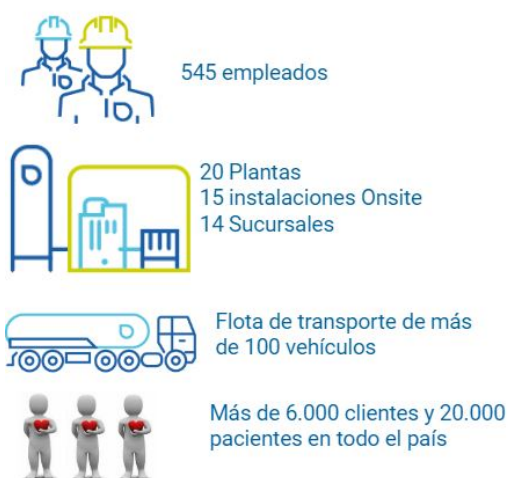 545 empleados
20 Plantas
15 instalaciones Onsite
14 Sucursales
Flota de transporte de más
de 100 vehículos
Más de 6.000 clientes y 20.000
pacientes en todo el país